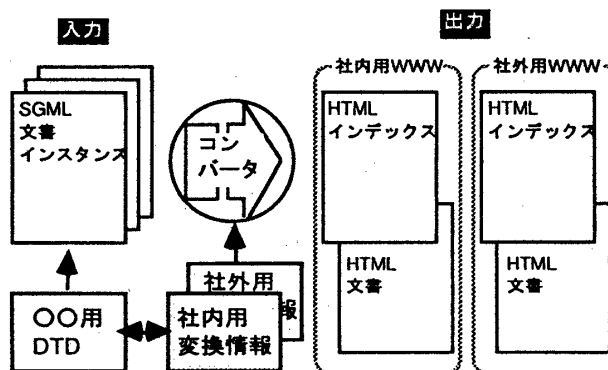 入力
出力
社内用WWW
社外用WWW
SGML
文書
インスタンス
コン
バータ
HTML
インデックス
HTML
インデックス
HTML
文書
HTML
文書
社外用
報
〇〇用
DTD
社内用
変換情報